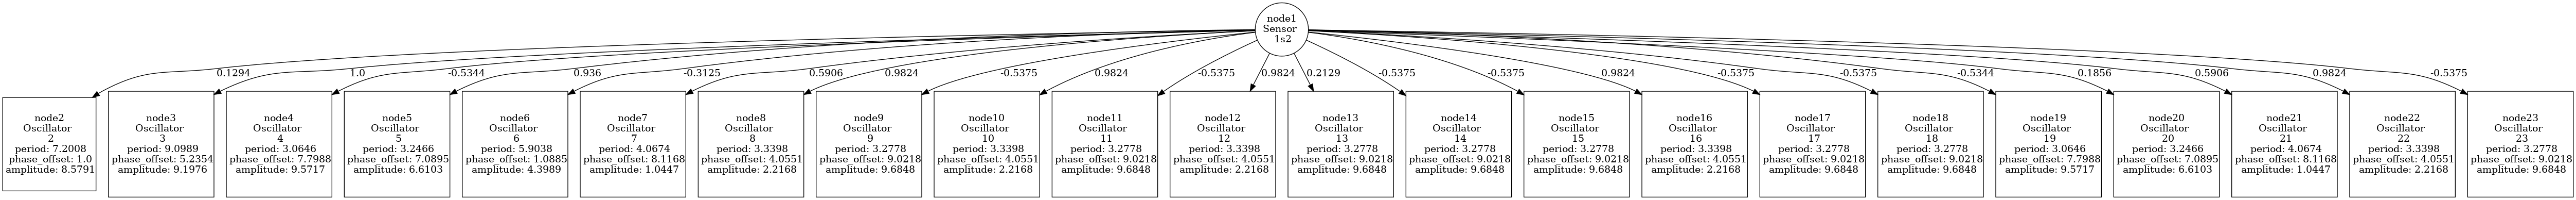 node1
Sensor
1s2
0.1294
1.0
-0.5344
0.936
-0.3125
0.5906
0.9824
-0.5375
0.9824
-0.5375
0.9824
0.2129
-0.5375
-0.5375
0.9824
-0.5375
-0.5375
-0.5344
0.1856
0.5906
0.9824
-0.5375
node2
Oscillator
2
period: 7.2008
phase_offset: 1.0
amplitude: 8.5791
node3
Oscillator
3
period: 9.0989
phase_offset: 5.2354
amplitude: 9.1976
node4
Oscillator
4
period: 3.0646
phase_offset: 7.7988
amplitude: 9.5717
node5
Oscillator
5
period: 3.2466
phase_offset: 7.0895
amplitude: 6.6103
node6
Oscillator
6
period: 5.9038
phase_offset: 1.0885
amplitude: 4.3989
node7
Oscillator
7
period: 4.0674
phase_offset: 8.1168
amplitude: 1.0447
node8
Oscillator
8
period: 3.3398
phase_offset: 4.0551
amplitude: 2.2168
node9
Oscillator
9
period: 3.2778
phase_offset: 9.0218
amplitude: 9.6848
node10
Oscillator
10
period: 3.3398
phase_offset: 4.0551
amplitude: 2.2168
node11
Oscillator
11
period: 3.2778
phase_offset: 9.0218
amplitude: 9.6848
node12
Oscillator
12
period: 3.3398
phase_offset: 4.0551
amplitude: 2.2168
node13
Oscillator
13
period: 3.2778
phase_offset: 9.0218
amplitude: 9.6848
node14
Oscillator
14
period: 3.2778
phase_offset: 9.0218
amplitude: 9.6848
node15
Oscillator
15
period: 3.2778
phase_offset: 9.0218
amplitude: 9.6848
node16
Oscillator
16
period: 3.3398
phase_offset: 4.0551
amplitude: 2.2168
node17
Oscillator
17
period: 3.2778
phase_offset: 9.0218
amplitude: 9.6848
node18
Oscillator
18
period: 3.2778
phase_offset: 9.0218
amplitude: 9.6848
node19
Oscillator
19
period: 3.0646
phase_offset: 7.7988
amplitude: 9.5717
node20
Oscillator
20
period: 3.2466
phase_offset: 7.0895
amplitude: 6.6103
node21
Oscillator
21
period: 4.0674
phase_offset: 8.1168
amplitude: 1.0447
node22
Oscillator
22
period: 3.3398
phase_offset: 4.0551
amplitude: 2.2168
node23
Oscillator
23
period: 3.2778
phase_offset: 9.0218
amplitude: 9.6848